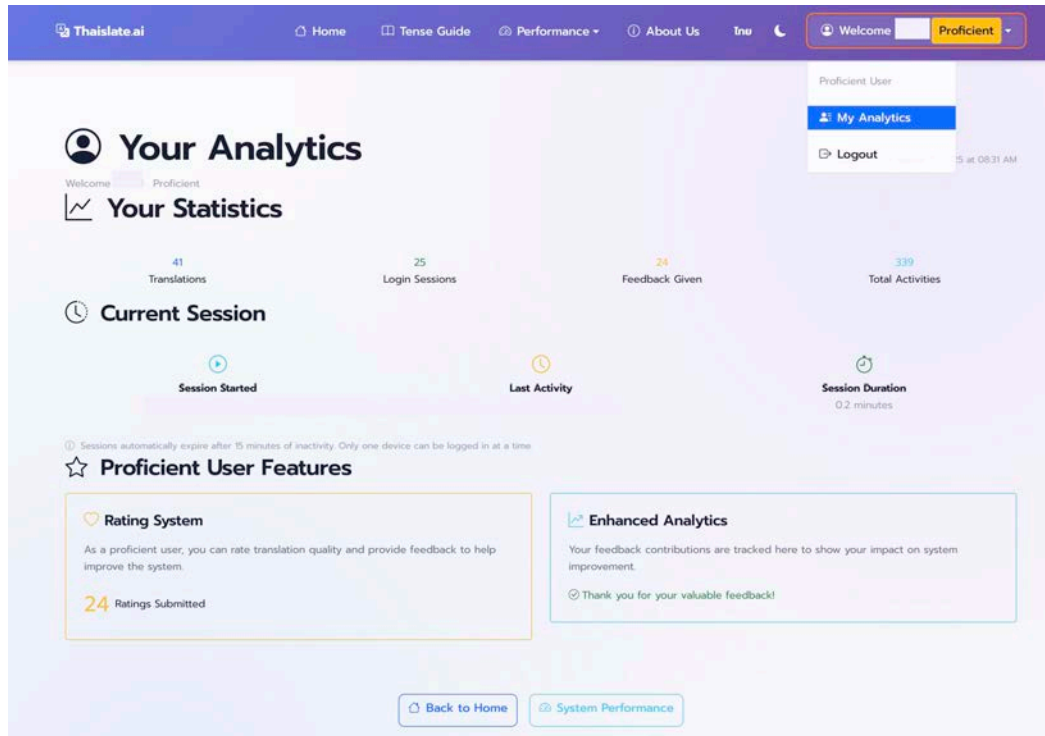 Thaislate.ai Home Tense Guide Performance About Us ไทย Welcome Proficient
Proficient User
My Analytics
Logout
Your Analytics
5 at 08:31 AM
Welcome Proficient
Your Statistics
41 25 24 339
Translations Login Sessions Feedback Given Total Activities
Current Session
Session Started Last Activity Session Duration
0.2 minutes
Sessions automatically expire after 15 minutes of inactivity. Only one device can be logged in at a time
Proficient User Features
Rating System
As a proficient user, you can rate translation quality and provide feedback to help
improve the system.
24 Ratings Submitted
Enhanced Analytics
Your feedback contributions are tracked here to show your impact on system
improvement.
Thank you for your valuable feedback!
Back to Home System Performance